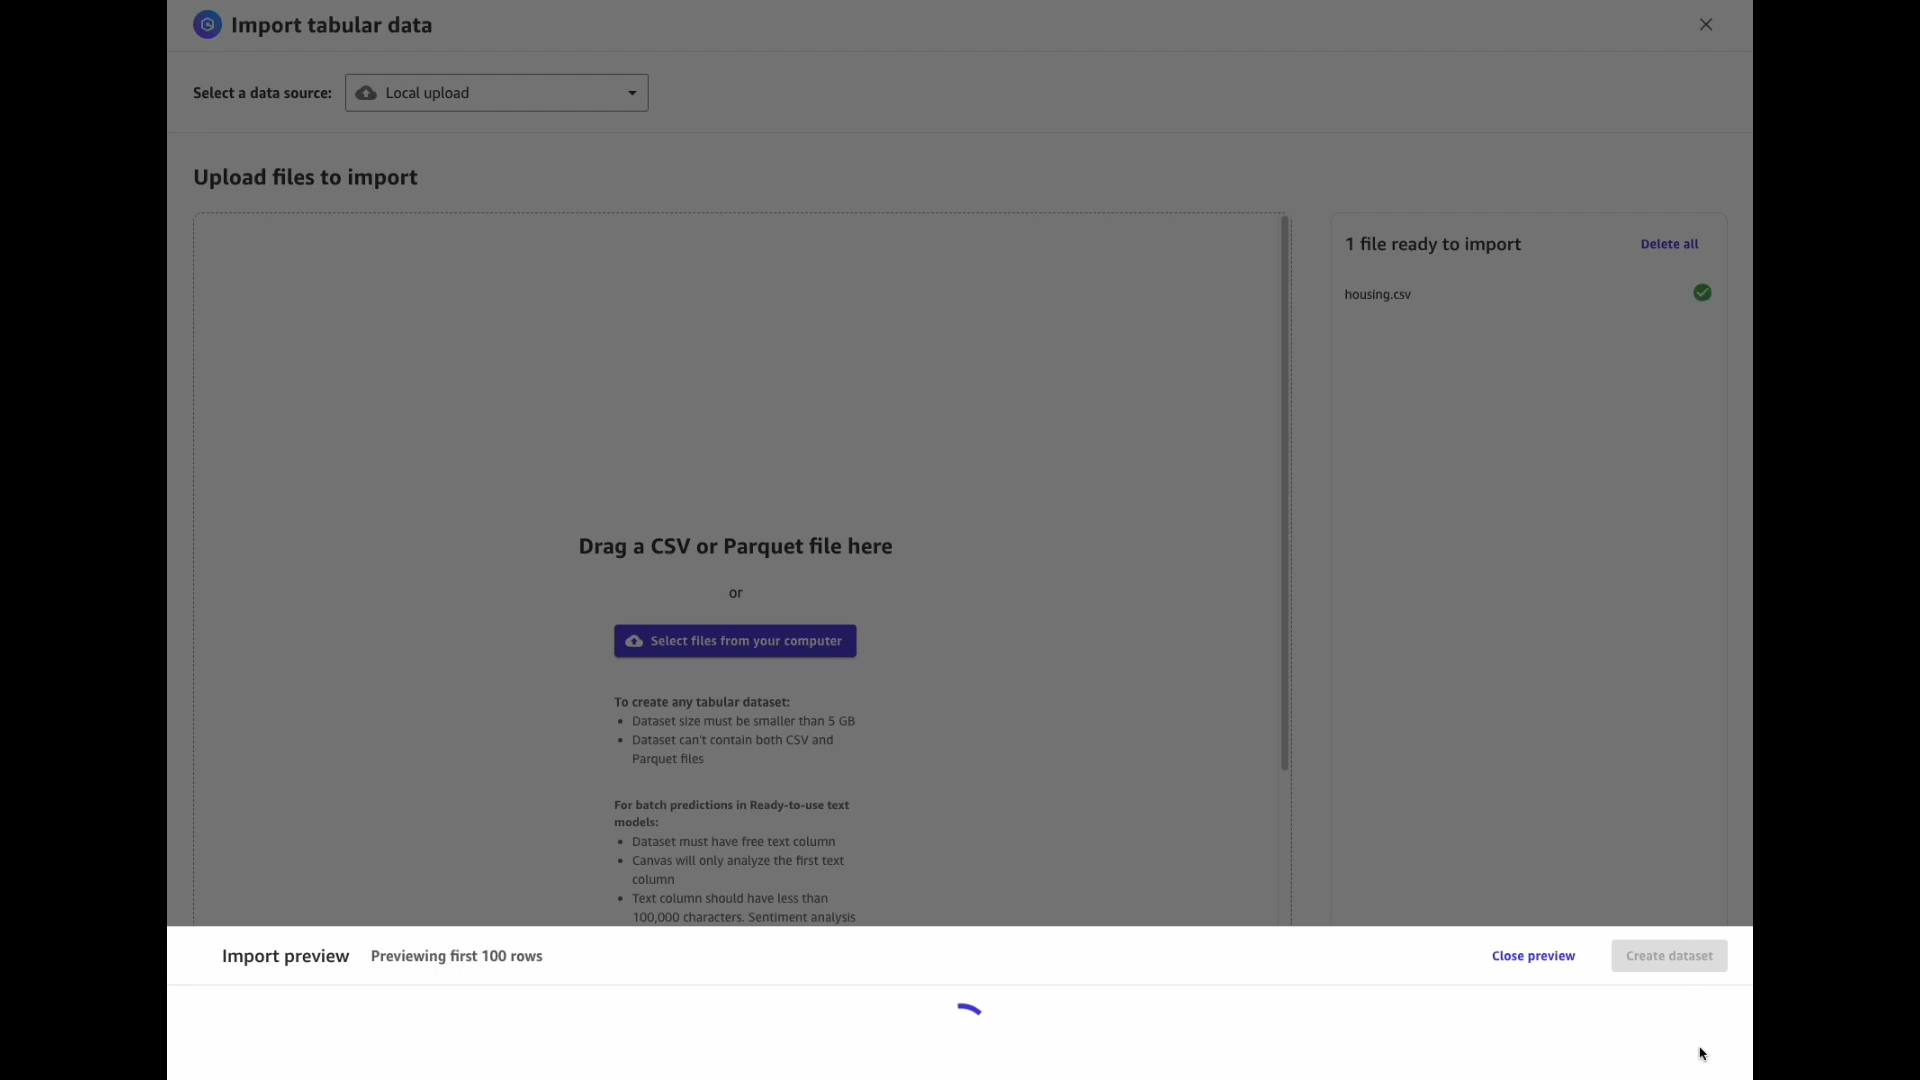 Import tabular data
Select a data source:
Local upload
Upload files to import
Drag a CSV or Parquet file here
or
Select files from your computer
To create any tabular dataset:
• Dataset size must be smaller than 5 GB
• Dataset can't contain both CSV and
Parquet files
For batch predictions in Ready-to-use text
models:
• Dataset must have free text column
• Canvas will only analyze the first text
column
• Text column should have less than
100,000 characters. Sentiment analysis
1 file ready to import
Delete all
housing.csv
Import preview
Previewing first 100 rows
Close preview
Create dataset